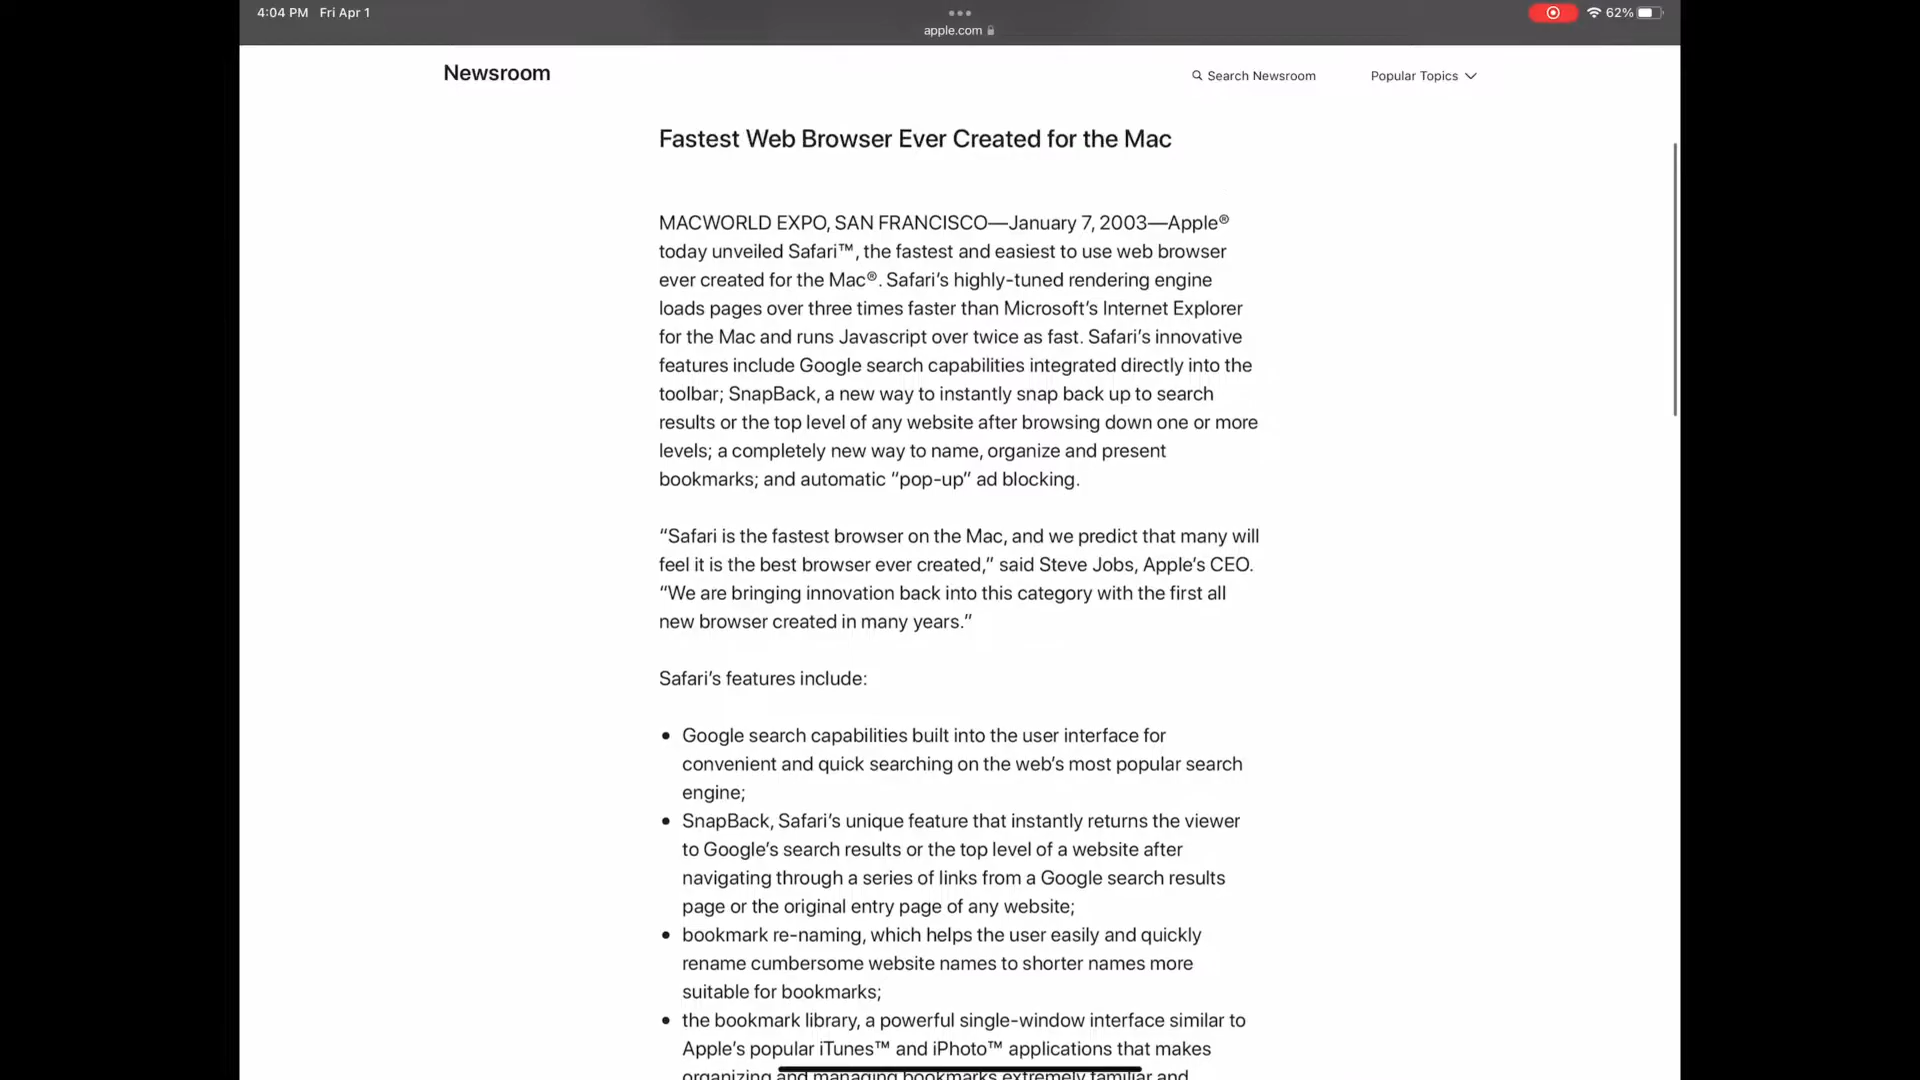 4:04 PM Fri Apr 1
62%
apple.com
Newsroom
Search Newsroom
Popular Topics
Fastest Web Browser Ever Created for the Mac
MACWORLD EXPO, SAN FRANCISCO—January 7, 2003—Apple®
today unveiled Safari™, the fastest and easiest to use web browser
ever created for the Mac®. Safari’s highly-tuned rendering engine
loads pages over three times faster than Microsoft’s Internet Explorer
for the Mac and runs Javascript over twice as fast. Safari’s innovative
features include Google search capabilities integrated directly into the
toolbar; SnapBack, a new way to instantly snap back up to search
results or the top level of any website after browsing down one or more
levels; a completely new way to name, organize and present
bookmarks; and automatic “pop-up” ad blocking.
“Safari is the fastest browser on the Mac, and we predict that many will
feel it is the best browser ever created,” said Steve Jobs, Apple’s CEO.
“We are bringing innovation back into this category with the first all
new browser created in many years.”
Safari’s features include:
• Google search capabilities built into the user interface for
convenient and quick searching on the web’s most popular search
engine;
• SnapBack, Safari’s unique feature that instantly returns the viewer
to Google’s search results or the top level of a website after
navigating through a series of links from a Google search results
page or the original entry page of any website;
• bookmark re-naming, which helps the user easily and quickly
rename cumbersome website names to shorter names more
suitable for bookmarks;
• the bookmark library, a powerful single-window interface similar to
Apple’s popular iTunes™ and iPhoto™ applications that makes
organizing and managing bookmarks extremely familiar and